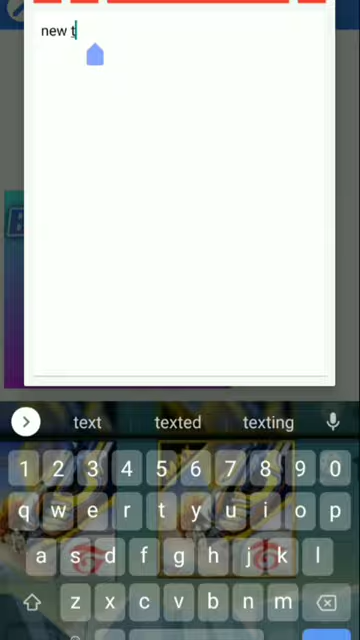 new t
text texted texting
1 2 3 4 5 6 7 8 9 0
q w e r t y u i o p
a s d f g h j k l
z x c v b n m